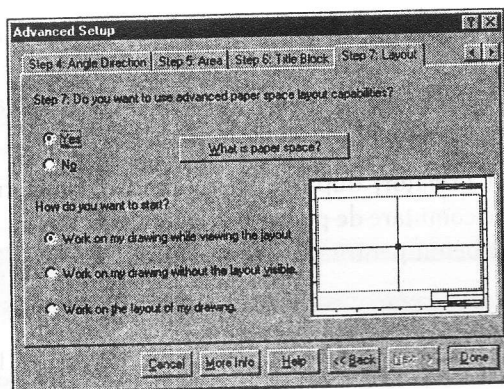 Advanced Setup
Step 4: Angle Direction Step 5: Area Step 6: Title Block Step 7: Layout
Step 7: Do you want to use advanced paper space layout capabilities?
Yes
What is paper space?
No
How do you want to start?
Work on my drawing while viewing the layout
Work on my drawing without the layout visible.
Work on the layout of my drawing.
Cancel More Info Help << Back Next >> Done